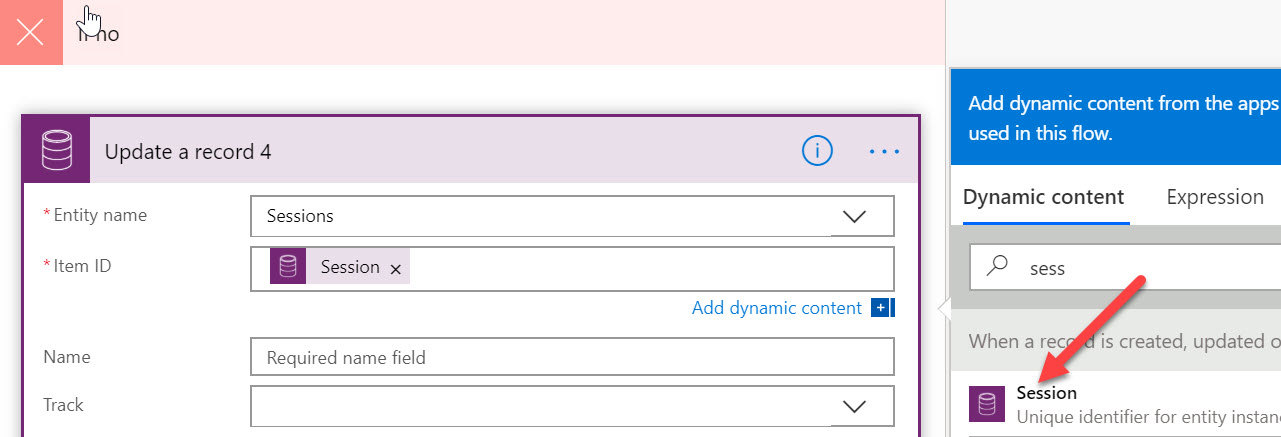 If no
Add dynamic content from the apps
used in this flow.
Update a record 4
Dynamic content
Expression
* Entity name
Sessions
* Item ID
Session ×
sess
Add dynamic content +
When a record is created, updated o
Name
Required name field
Session
Track
Unique identifier for entity instan